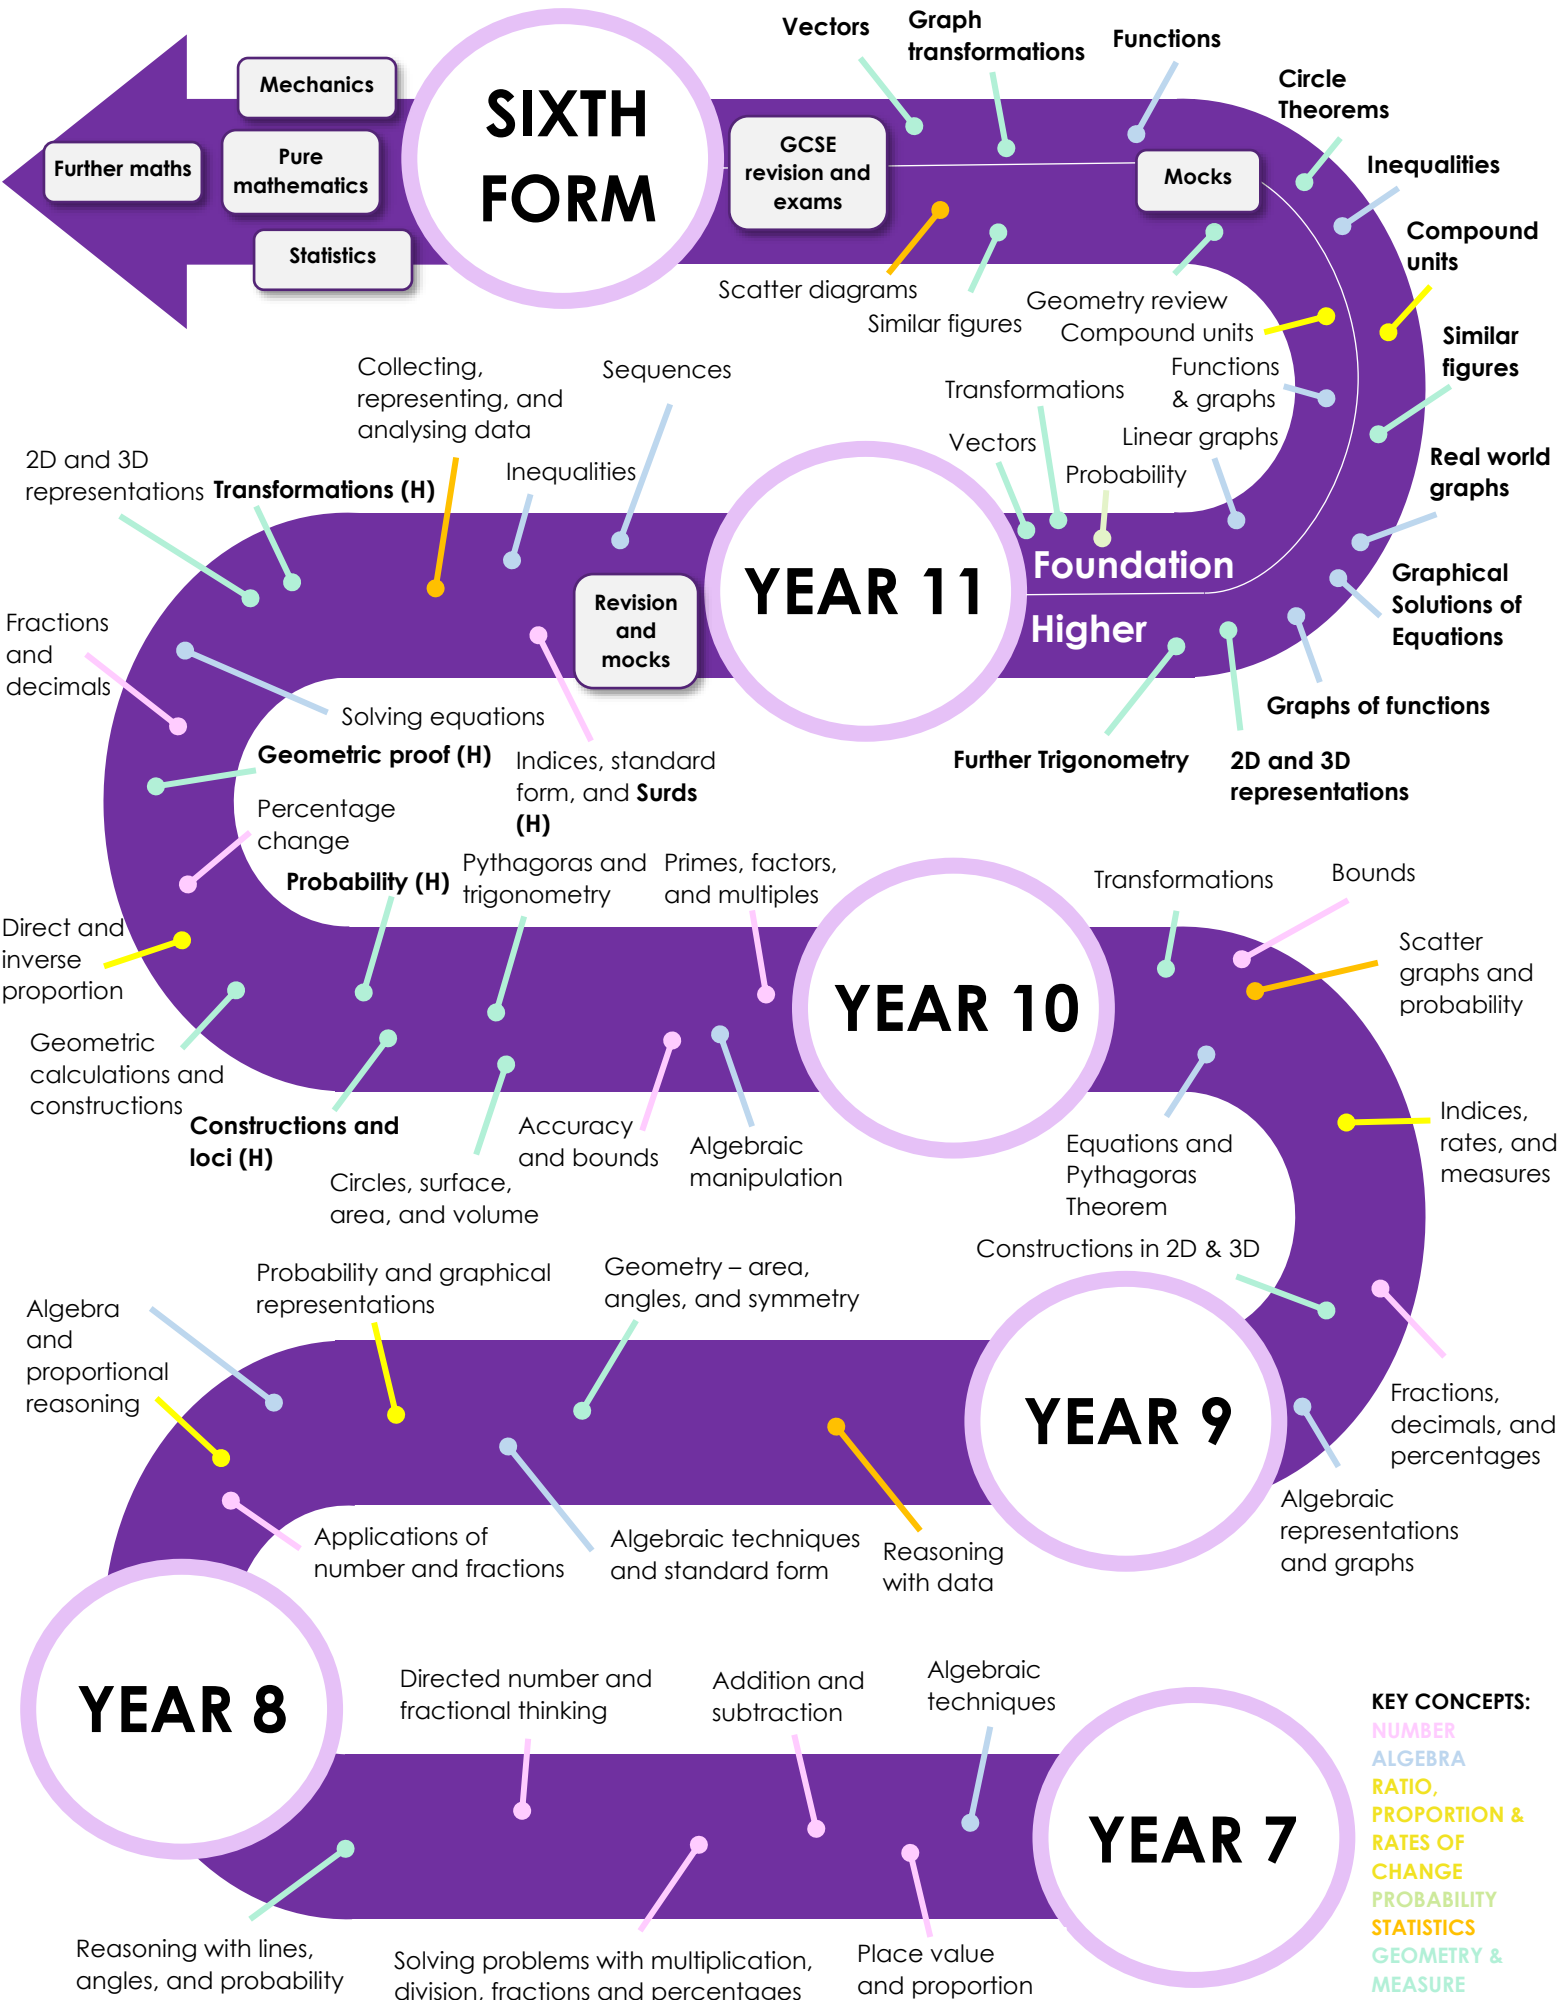 Vectors
Graph
transformations
Functions
Circle
Theorems
Mechanics
SIXTH
FORM
GCSE
revision and
exams
Mocks
Inequalities
Further maths
Pure
mathematics
Statistics
Compound
units
Scatter diagrams
Similar figures
Geometry review
Compound units
Similar
figures
Collecting,
representing, and
analysing data
Sequences
Transformations
Functions
& graphs
Vectors
Linear graphs
Probability
2D and 3D
representations
Transformations (H)
Inequalities
Real world
graphs
YEAR 11
Foundation
Higher
Graphical
Solutions of
Equations
Revision
and
mocks
Fractions
and
decimals
Solving equations
Graphs of functions
Geometric proof (H)
Indices, standard
form, and Surds
(H)
Further Trigonometry
2D and 3D
representations
Percentage
change
Probability (H)
Pythagoras and
trigonometry
Primes, factors,
and multiples
Transformations
Bounds
Direct and
inverse
proportion
YEAR 10
Scatter
graphs and
probability
Geometric
calculations and
constructions
Constructions and
loci (H)
Accuracy
and bounds
Algebraic
manipulation
Circles, surface,
area, and volume
Equations and
Pythagoras
Theorem
Indices,
rates, and
measures
Constructions in 2D & 3D
Probability and graphical
representations
Geometry – area,
angles, and symmetry
Algebra
and
proportional
reasoning
YEAR 9
Fractions,
decimals, and
percentages
Applications of
number and fractions
Algebraic techniques
and standard form
Reasoning
with data
Algebraic
representations
and graphs
YEAR 8
Directed number and
fractional thinking
Addition and
subtraction
Algebraic
techniques
YEAR 7
KEY CONCEPTS:
NUMBER
ALGEBRA
RATIO,
PROPORTION &
RATES OF
CHANGE
PROBABILITY
STATISTICS
GEOMETRY &
MEASURE
Reasoning with lines,
angles, and probability
Solving problems with multiplication,
division, fractions and percentages
Place value
and proportion